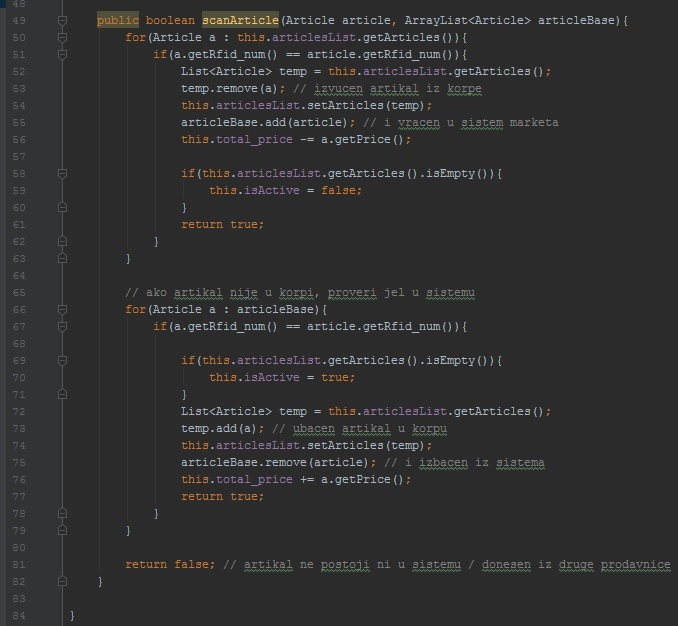 48
49 public boolean scanArticle(Article article, ArrayList<Article> articleBase){
50 for(Article a : this.articlesList.getArticles()){
51 if(a.getRfid_num() == article.getRfid_num()){
52 List<Article> temp = this.articlesList.getArticles();
53 temp.remove(a); // izvucen artikal iz korpe
54 this.articlesList.setArticles(temp);
55 articleBase.add(article); // i vracen u sistem marketa
56 this.total_price -= a.getPrice();
57
58 if(this.articlesList.getArticles().isEmpty()){
59 this.isActive = false;
60 }
61 return true;
62 }
63 }
64
65 // ako artikal nije u korpi, proveri jel u sistemu
66 for(Article a : articleBase){
67 if(a.getRfid_num() == article.getRfid_num()){
68
69 if(this.articlesList.getArticles().isEmpty()){
70 this.isActive = true;
71 }
72 List<Article> temp = this.articlesList.getArticles();
73 temp.add(a); // ubacen artikal u korpu
74 this.articlesList.setArticles(temp);
75 articleBase.remove(article); // i izbacen iz sistema
76 this.total_price += a.getPrice();
77 return true;
78 }
79 }
80
81 return false; // artikal ne postoji ni u sistemu / donesen iz druge prodavnice
82 }
83
84 }